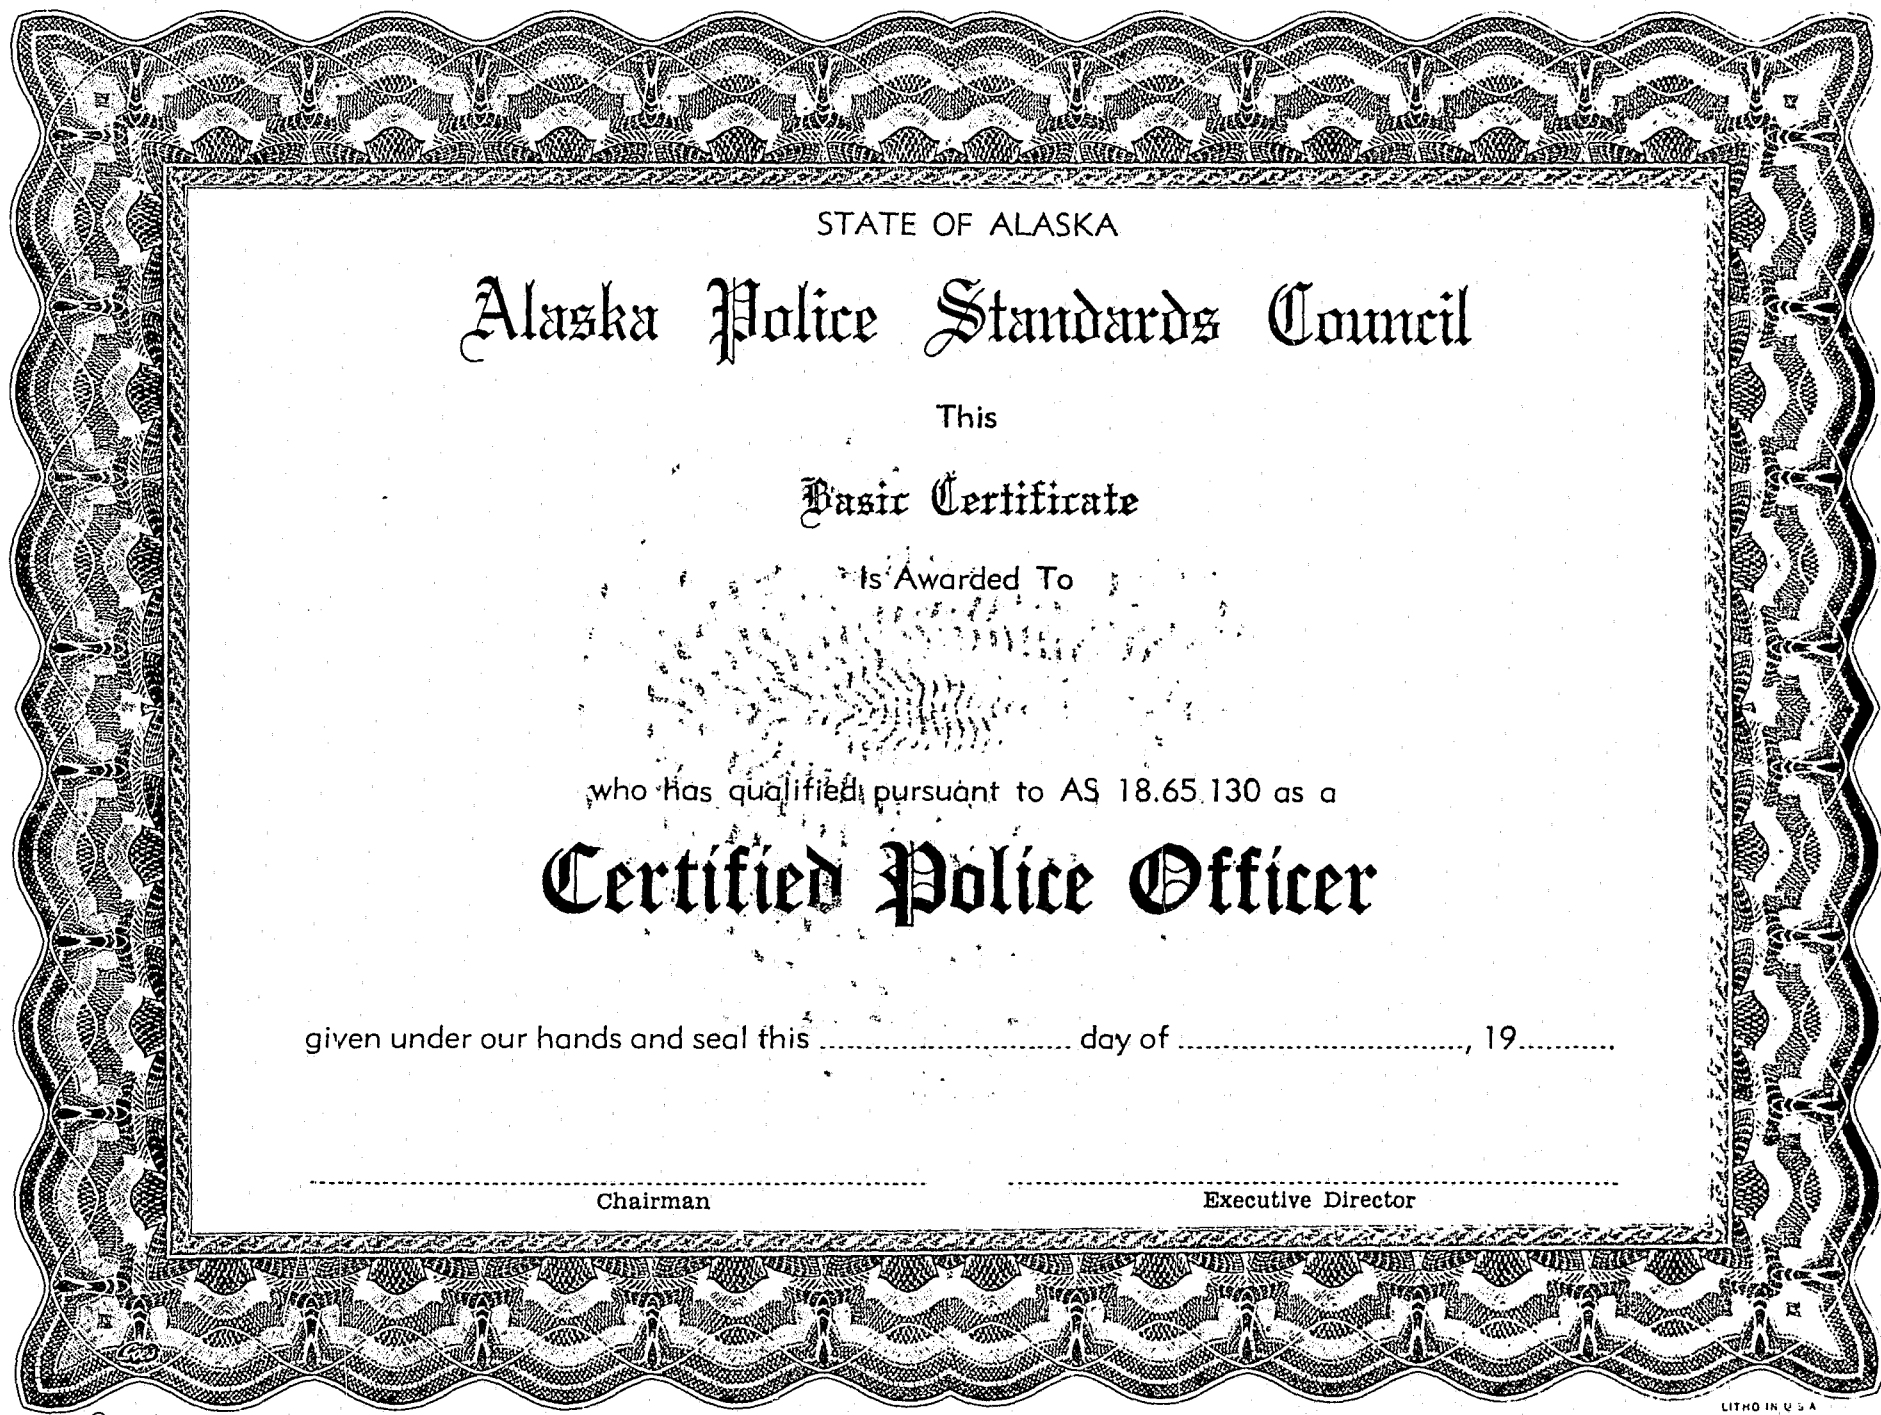 STATE OF ALASKA
Alaska Police Standards Council
This
Basic Certificate
Is Awarded To
who has qualified pursuant to AS 18.65.130 as a
Certified Police Officer
given under our hands and seal this ........................ day of ............................, 19..........
Chairman
Executive Director
LITHO IN U S A